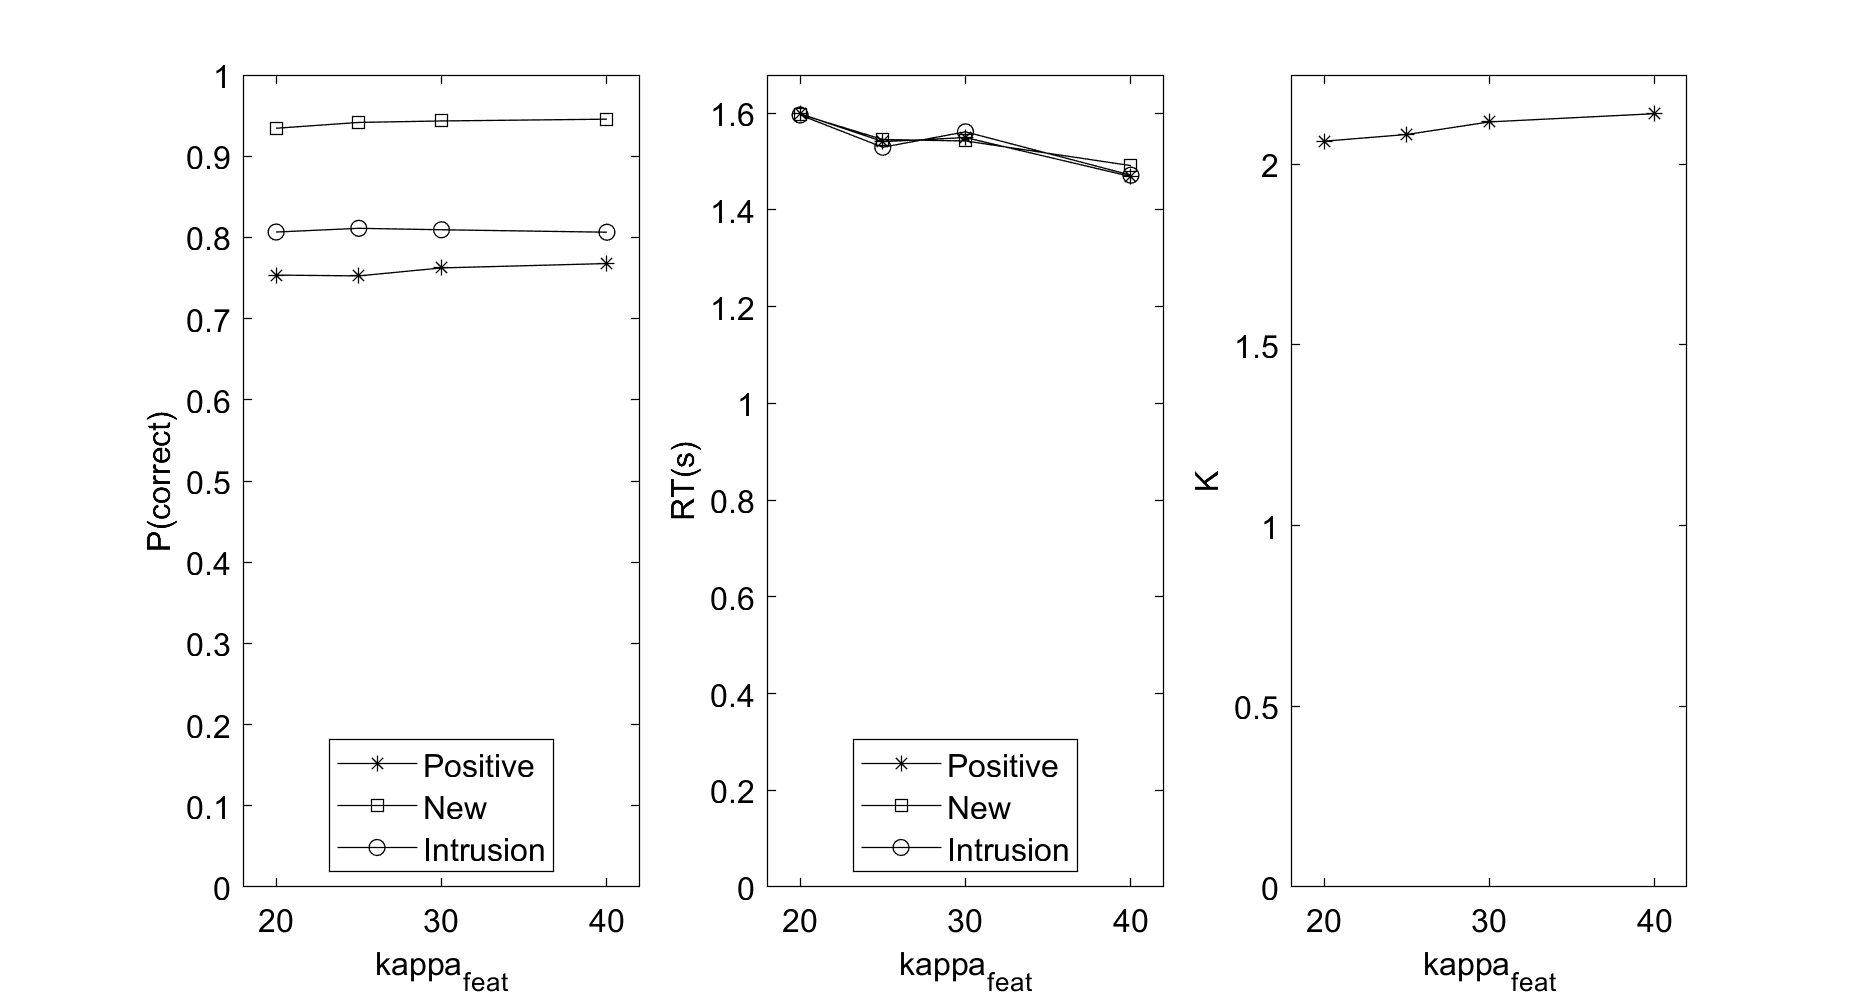 P(correct)
1
0.9
0.8
0.7
0.6
0.5
0.4
0.3
0.2
0.1
0
Positive
New
Intrusion
20 30 40
kappa_feat
RT(s)
1.6
1.4
1.2
1
0.8
0.6
0.4
0.2
0
Positive
New
Intrusion
20 30 40
kappa_feat
K
2
1.5
1
0.5
0
20 30 40
kappa_feat